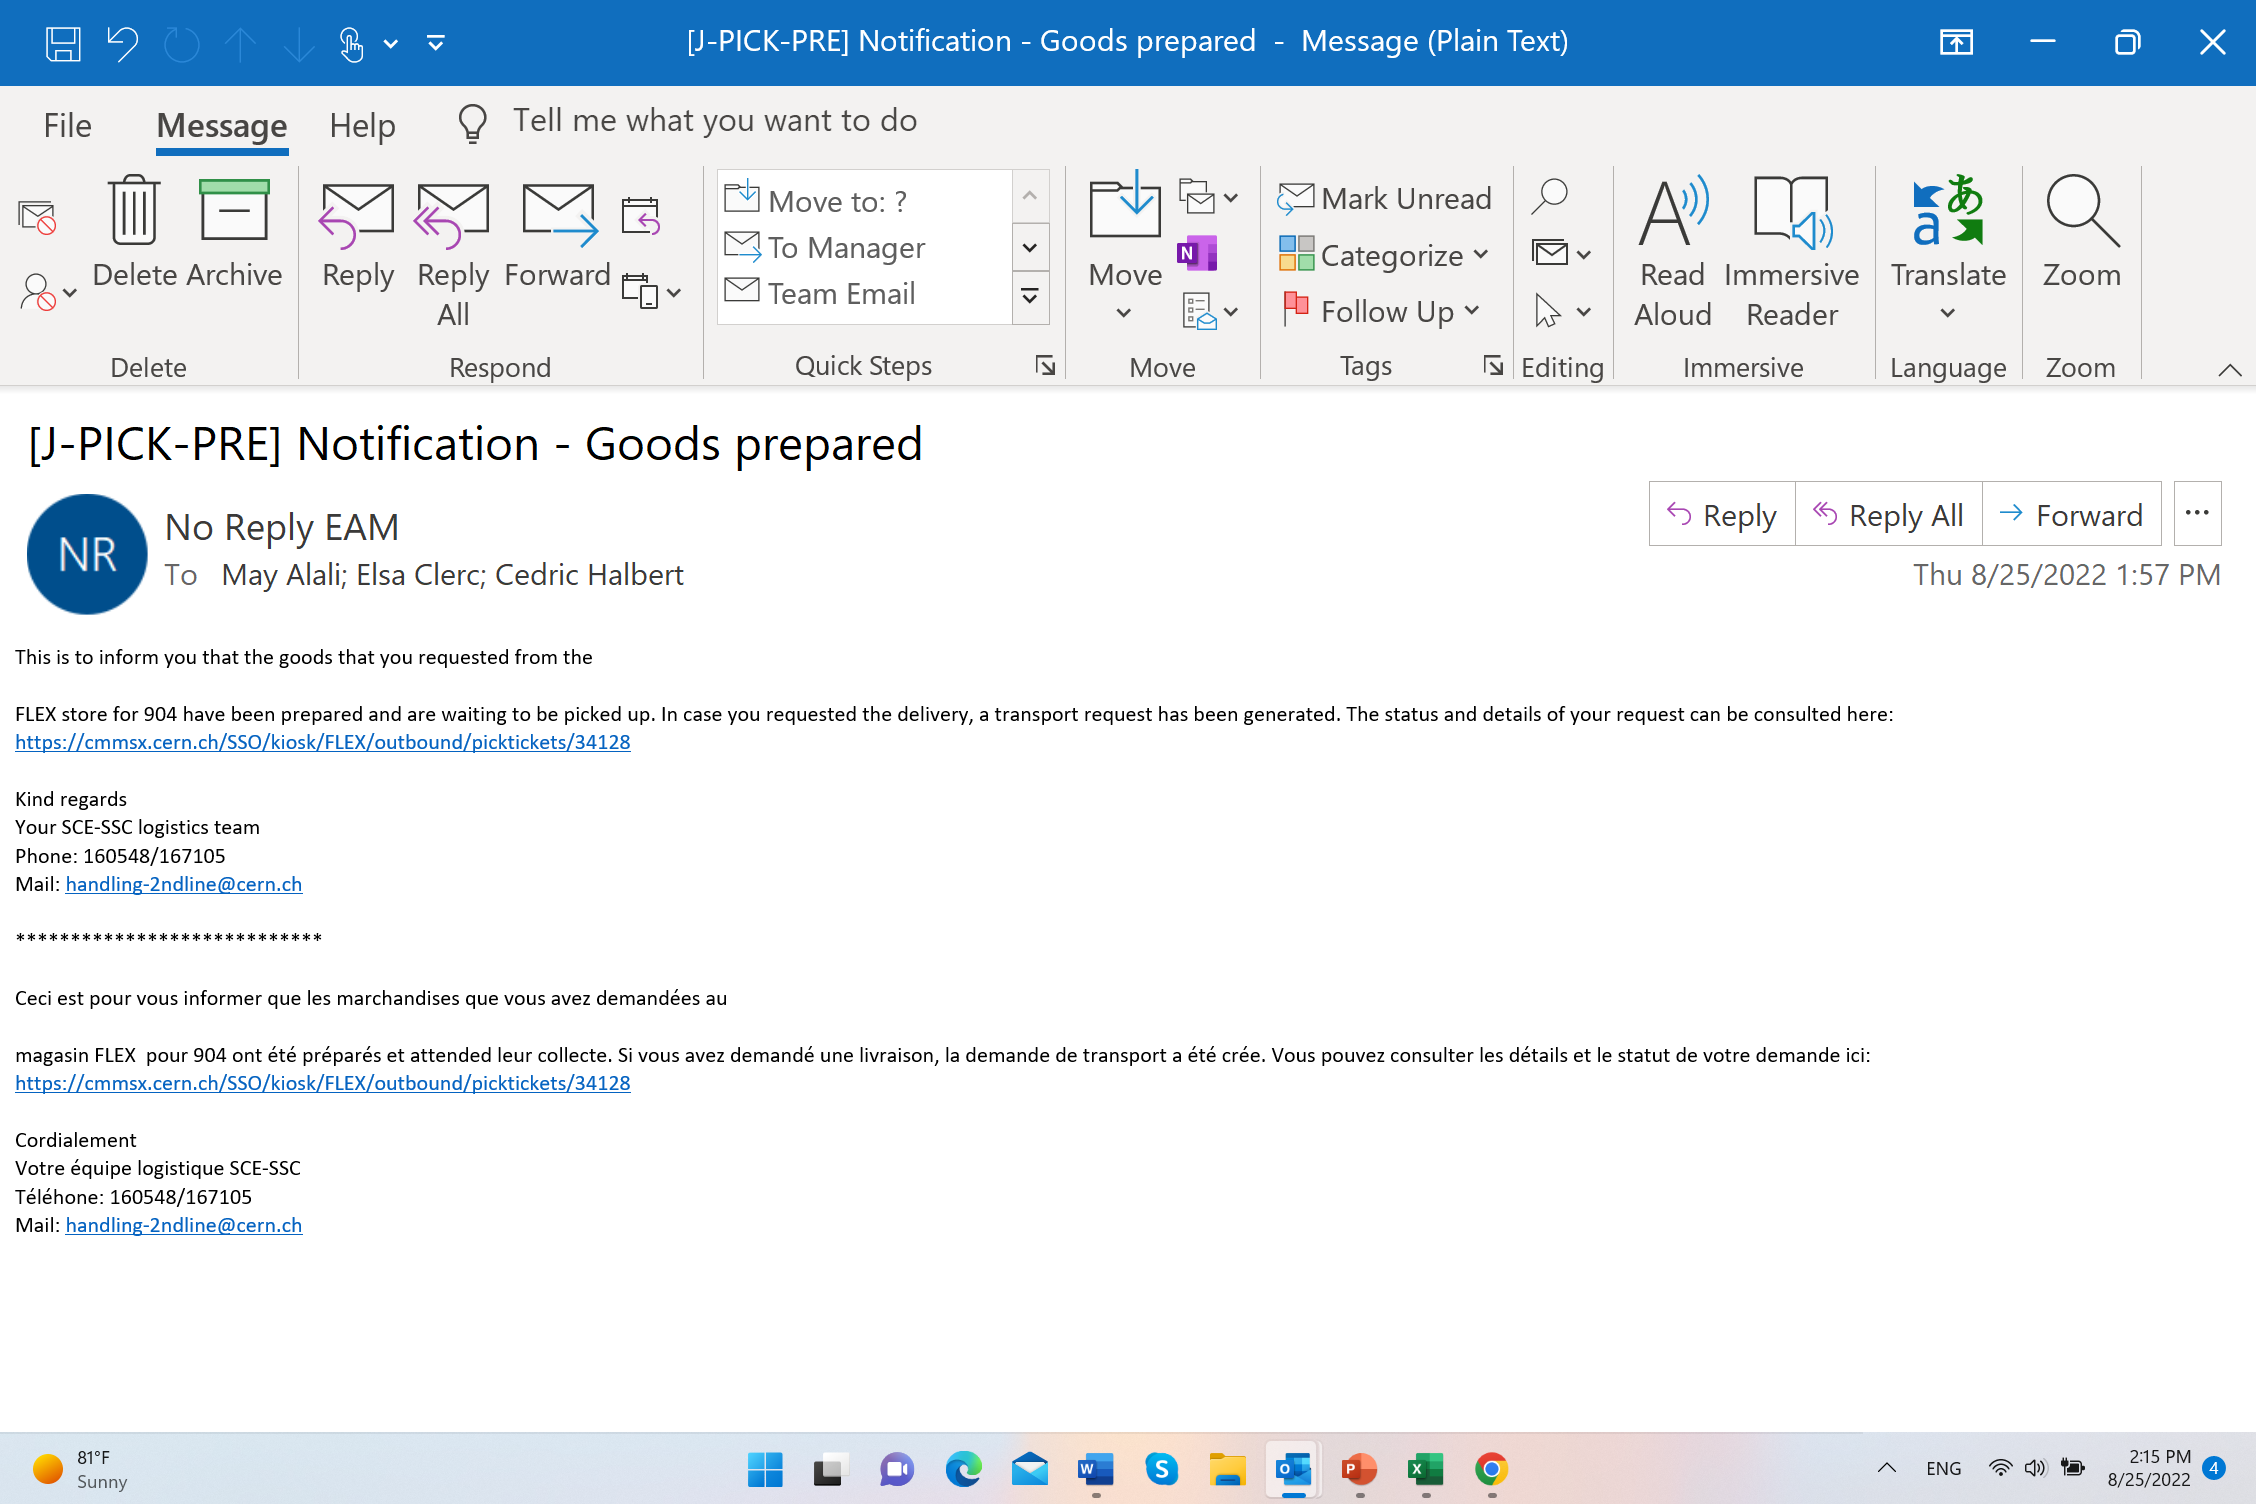 [J-PICK-PRE] Notification - Goods prepared  -  Message (Plain Text)
File Message Help Tell me what you want to do
Delete Archive Reply Reply All Forward Move to: ? To Manager Team Email Move Mark Unread Categorize Follow Up Read Aloud Immersive Reader Translate Zoom
Delete Respond Quick Steps Move Tags Editing Immersive Language Zoom
[J-PICK-PRE] Notification - Goods prepared
NR
No Reply EAM
Reply Reply All Forward
To May Alali; Elsa Clerc; Cedric Halbert
Thu 8/25/2022 1:57 PM
This is to inform you that the goods that you requested from the
FLEX store for 904 have been prepared and are waiting to be picked up. In case you requested the delivery, a transport request has been generated. The status and details of your request can be consulted here:
https://cmmsx.cern.ch/SSO/kiosk/FLEX/outbound/picktickets/34128
Kind regards
Your SCE-SSC logistics team
Phone: 160548/167105
Mail: handling-2ndline@cern.ch
****************************
Ceci est pour vous informer que les marchandises que vous avez demandées au
magasin FLEX  pour 904 ont été préparés et attended leur collecte. Si vous avez demandé une livraison, la demande de transport a été crée. Vous pouvez consulter les détails et le statut de votre demande ici:
https://cmmsx.cern.ch/SSO/kiosk/FLEX/outbound/picktickets/34128
Cordialement
Votre équipe logistique SCE-SSC
Téléhone: 160548/167105
Mail: handling-2ndline@cern.ch
81°F
Sunny
ENG
2:15 PM
8/25/2022
4